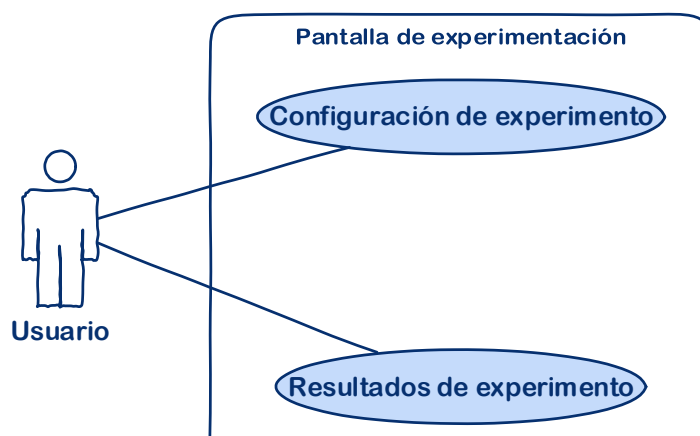 Pantalla de experimentación
Configuración de experimento
Usuario
Resultados de experimento